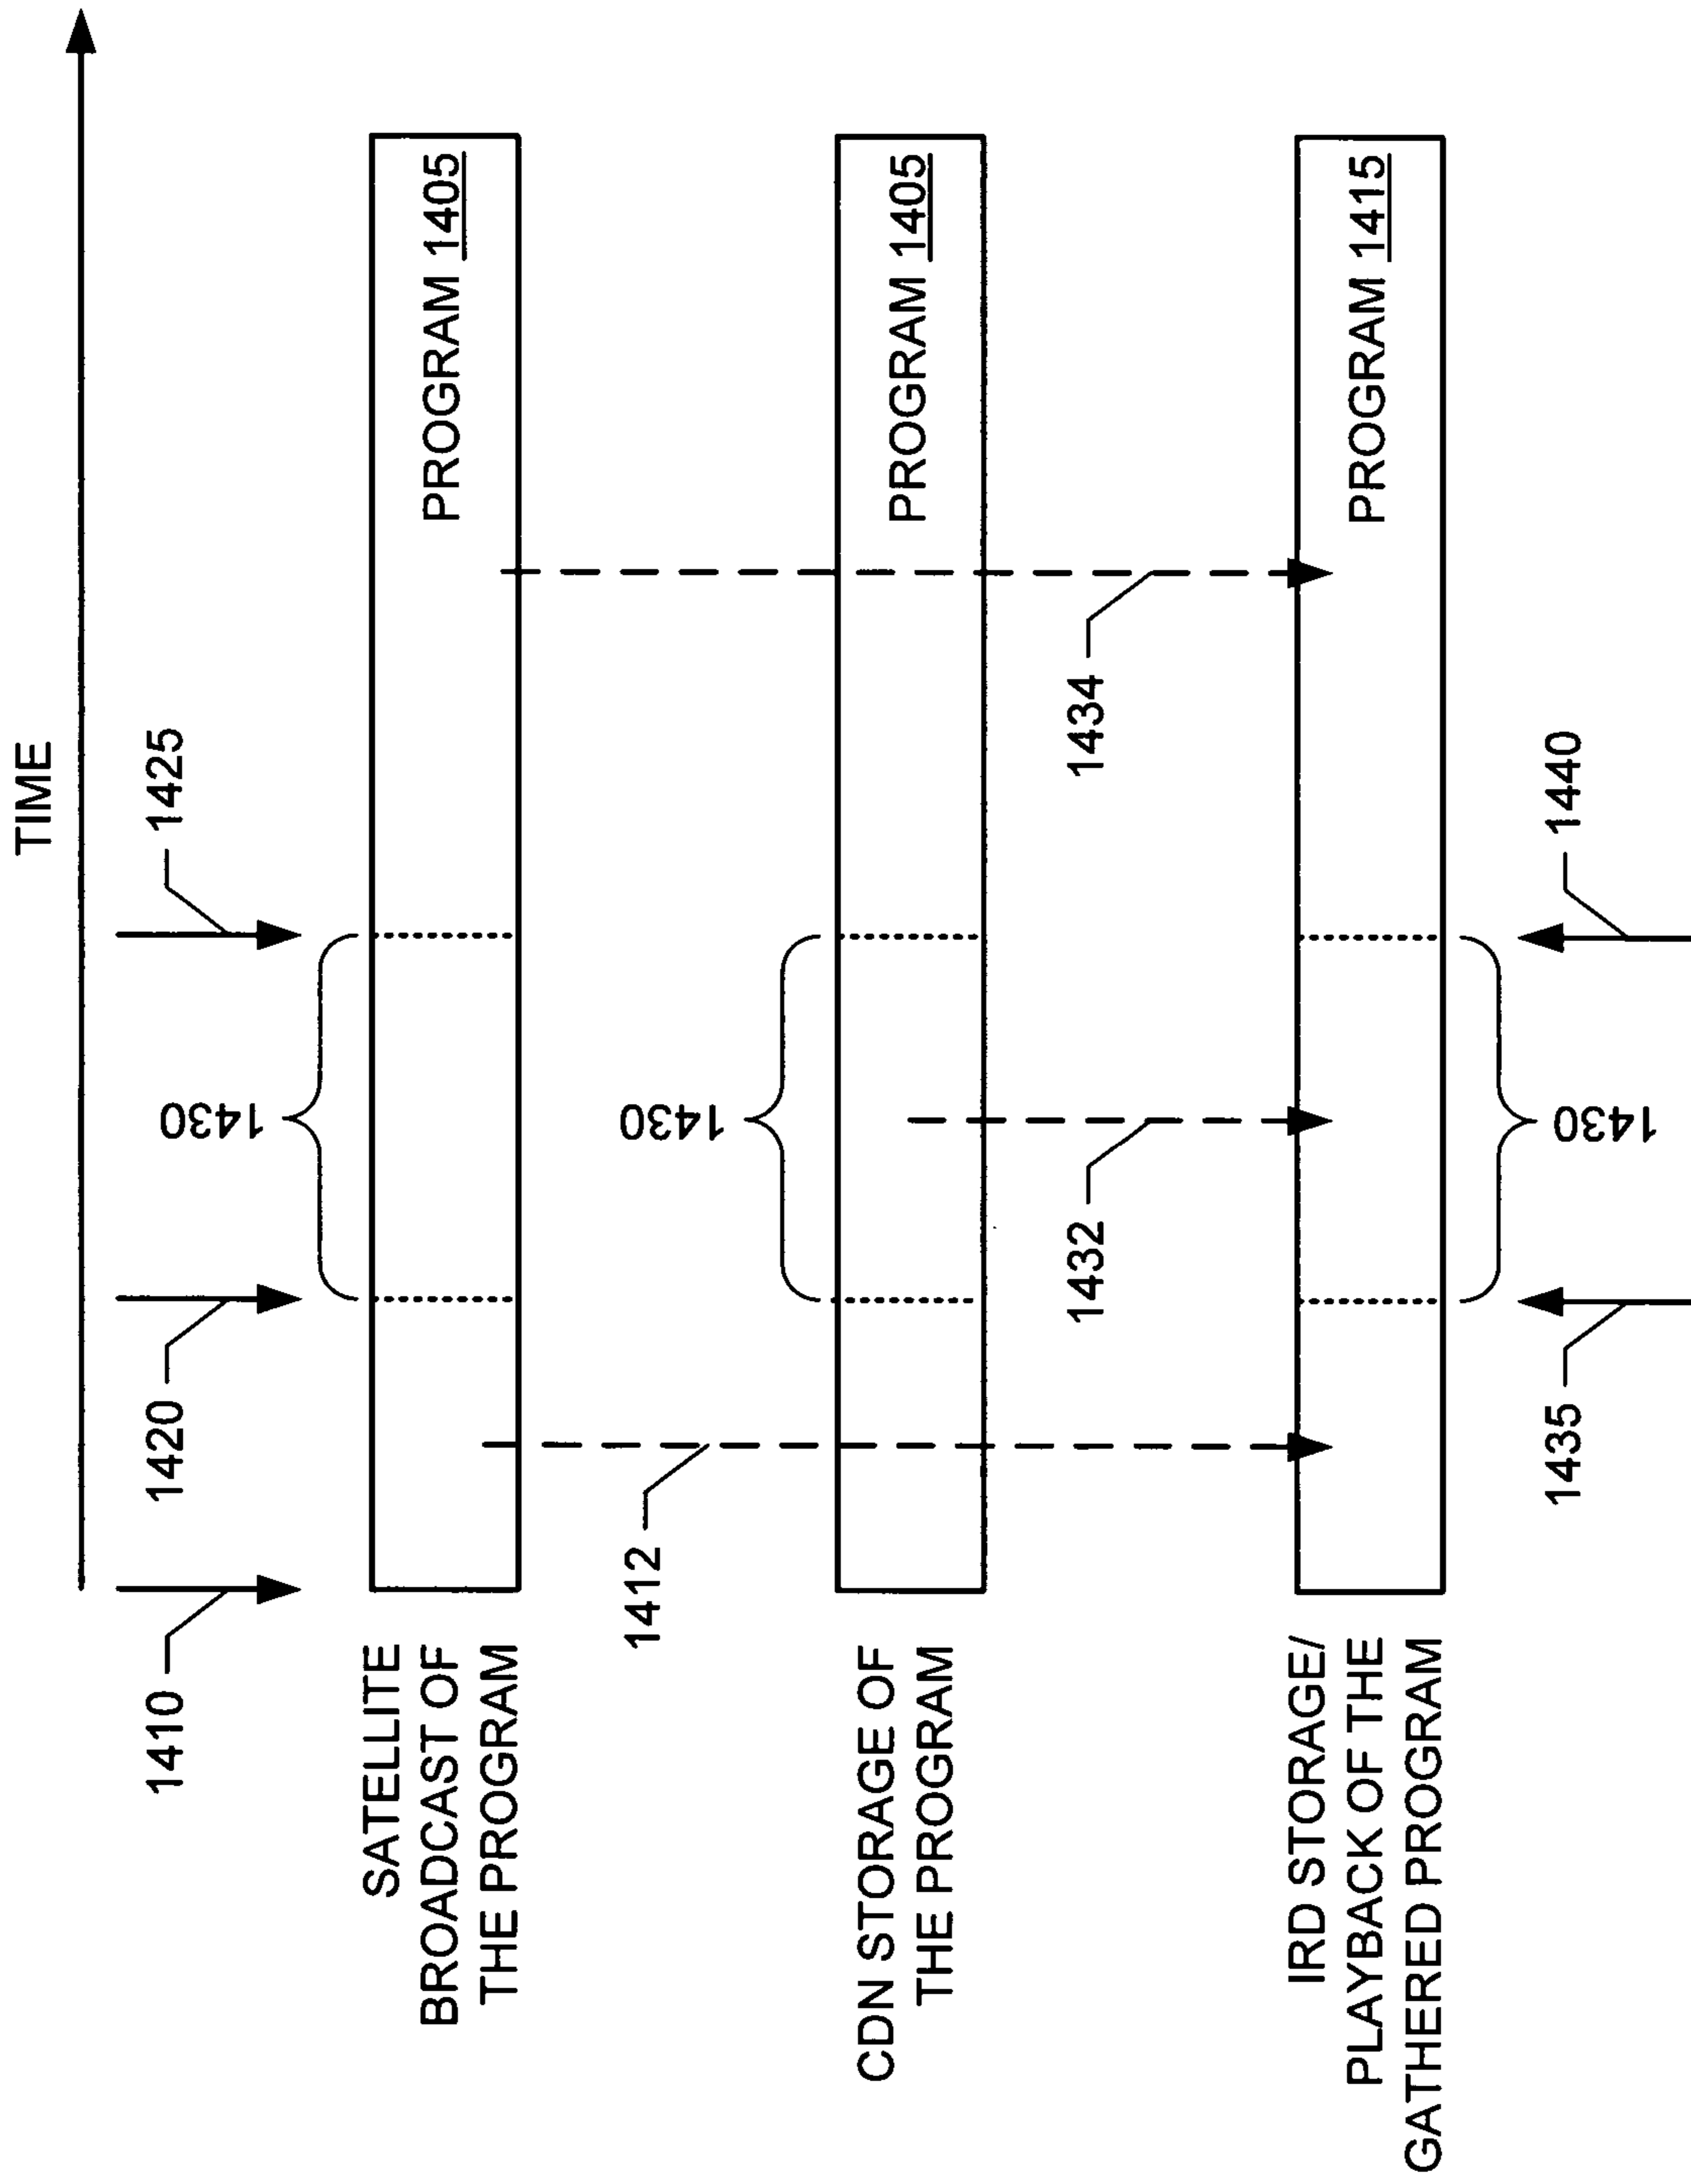 TIME
1410
1420
1425
1430
SATELLITE
BROADCAST OF
THE PROGRAM
PROGRAM 1405
1412
1430
CDN STORAGE OF
THE PROGRAM
PROGRAM 1405
1432
1434
IRD STORAGE/
PLAYBACK OF THE
GATHERED PROGRAM
PROGRAM 1415
1430
1435
1440